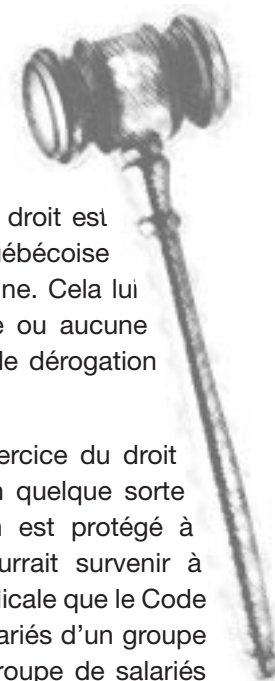 droit est
ébécoise
ne. Cela lui
ou aucune
de dérogation
ercice du droit
quelque sorte
est protégé à
urrait survenir à
dicale que le Code
ariés d'un groupe
roupe de salariés